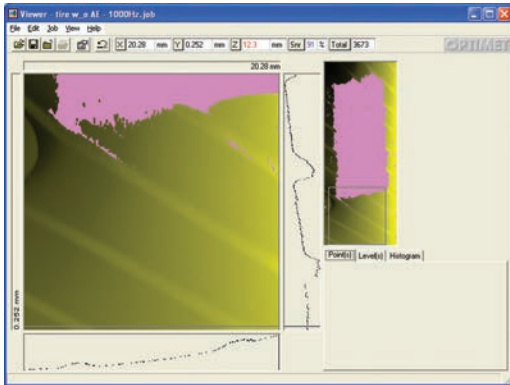 Viewer - tire w_o AE - 1000Hz.job
File Edit Job View Help
X 20.28 mm Y 0.252 mm Z 12.3 mm Snr 91 % Total 3673 OPTIMET
20.28 mm
0.252 mm
Point(s) Level(s) Histogram